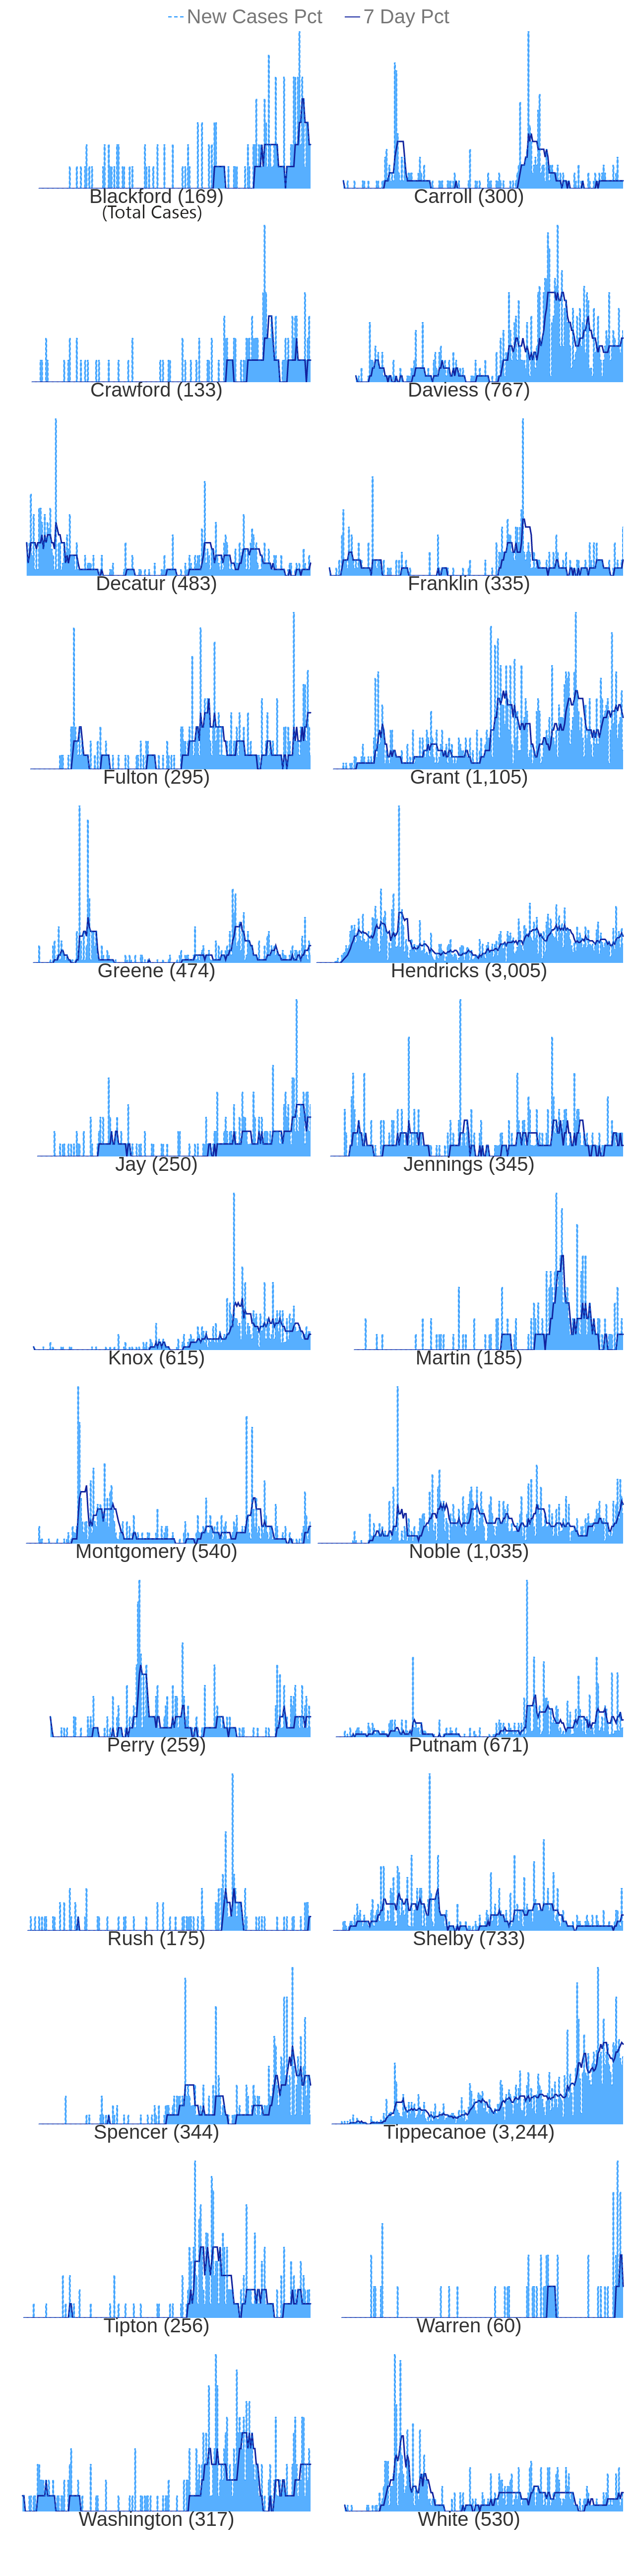 New Cases Pct 7 Day Pct
Blackford (169) Carroll (300)
(Total Cases)
Crawford (133) Daviess (767)
Decatur (483) Franklin (335)
Fulton (295) Grant (1,105)
Greene (474) Hendricks (3,005)
Jay (250) Jennings (345)
Knox (615) Martin (185)
Montgomery (540) Noble (1,035)
Perry (259) Putnam (671)
Rush (175) Shelby (733)
Spencer (344) Tippecanoe (3,244)
Tipton (256) Warren (60)
Washington (317) White (530)